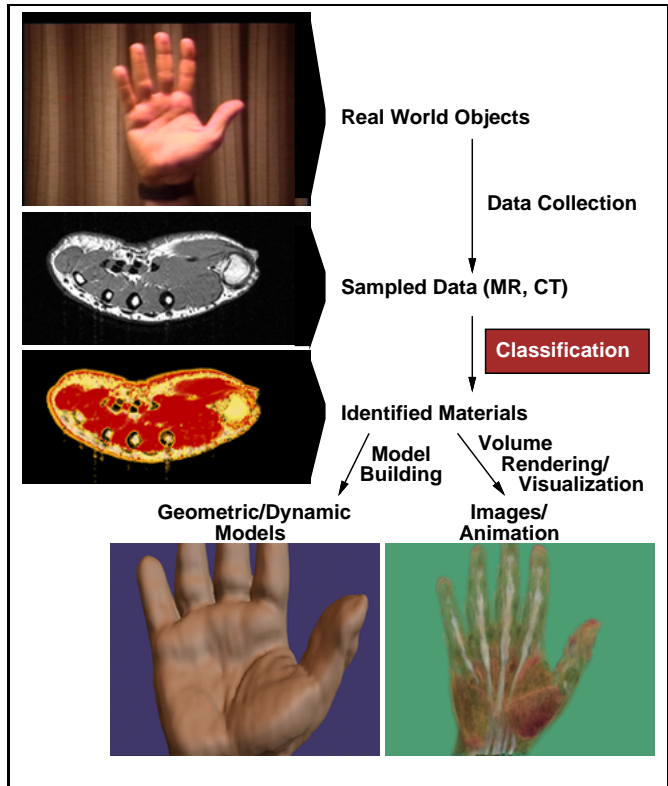 Real World Objects
Data Collection
Sampled Data (MR, CT)
Classification
Identified Materials
Model
Building
Volume
Rendering/
Visualization
Geometric/Dynamic
Models
Images/
Animation